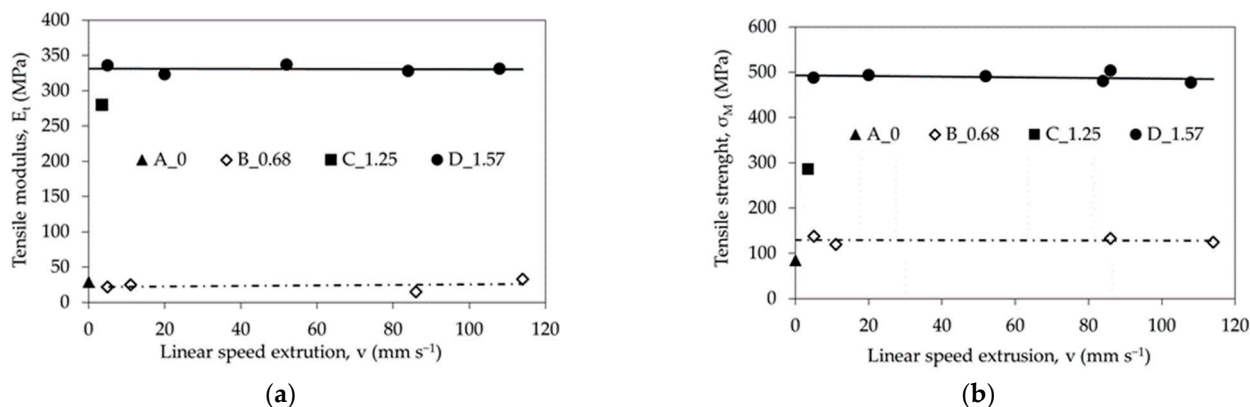 400
350
300
250
200
150
100
50
0
Tensile modulus, Et (MPa)
A_0 B_0.68 C_1.25 D_1.57
0 20 40 60 80 100 120
Linear speed extrution, v (mm s⁻¹)
(a)
600
500
400
300
200
100
0
Tensile strenght, σM (MPa)
A_0 B_0.68 C_1.25 D_1.57
0 20 40 60 80 100 120
Linear speed extrusion, v (mm s⁻¹)
(b)